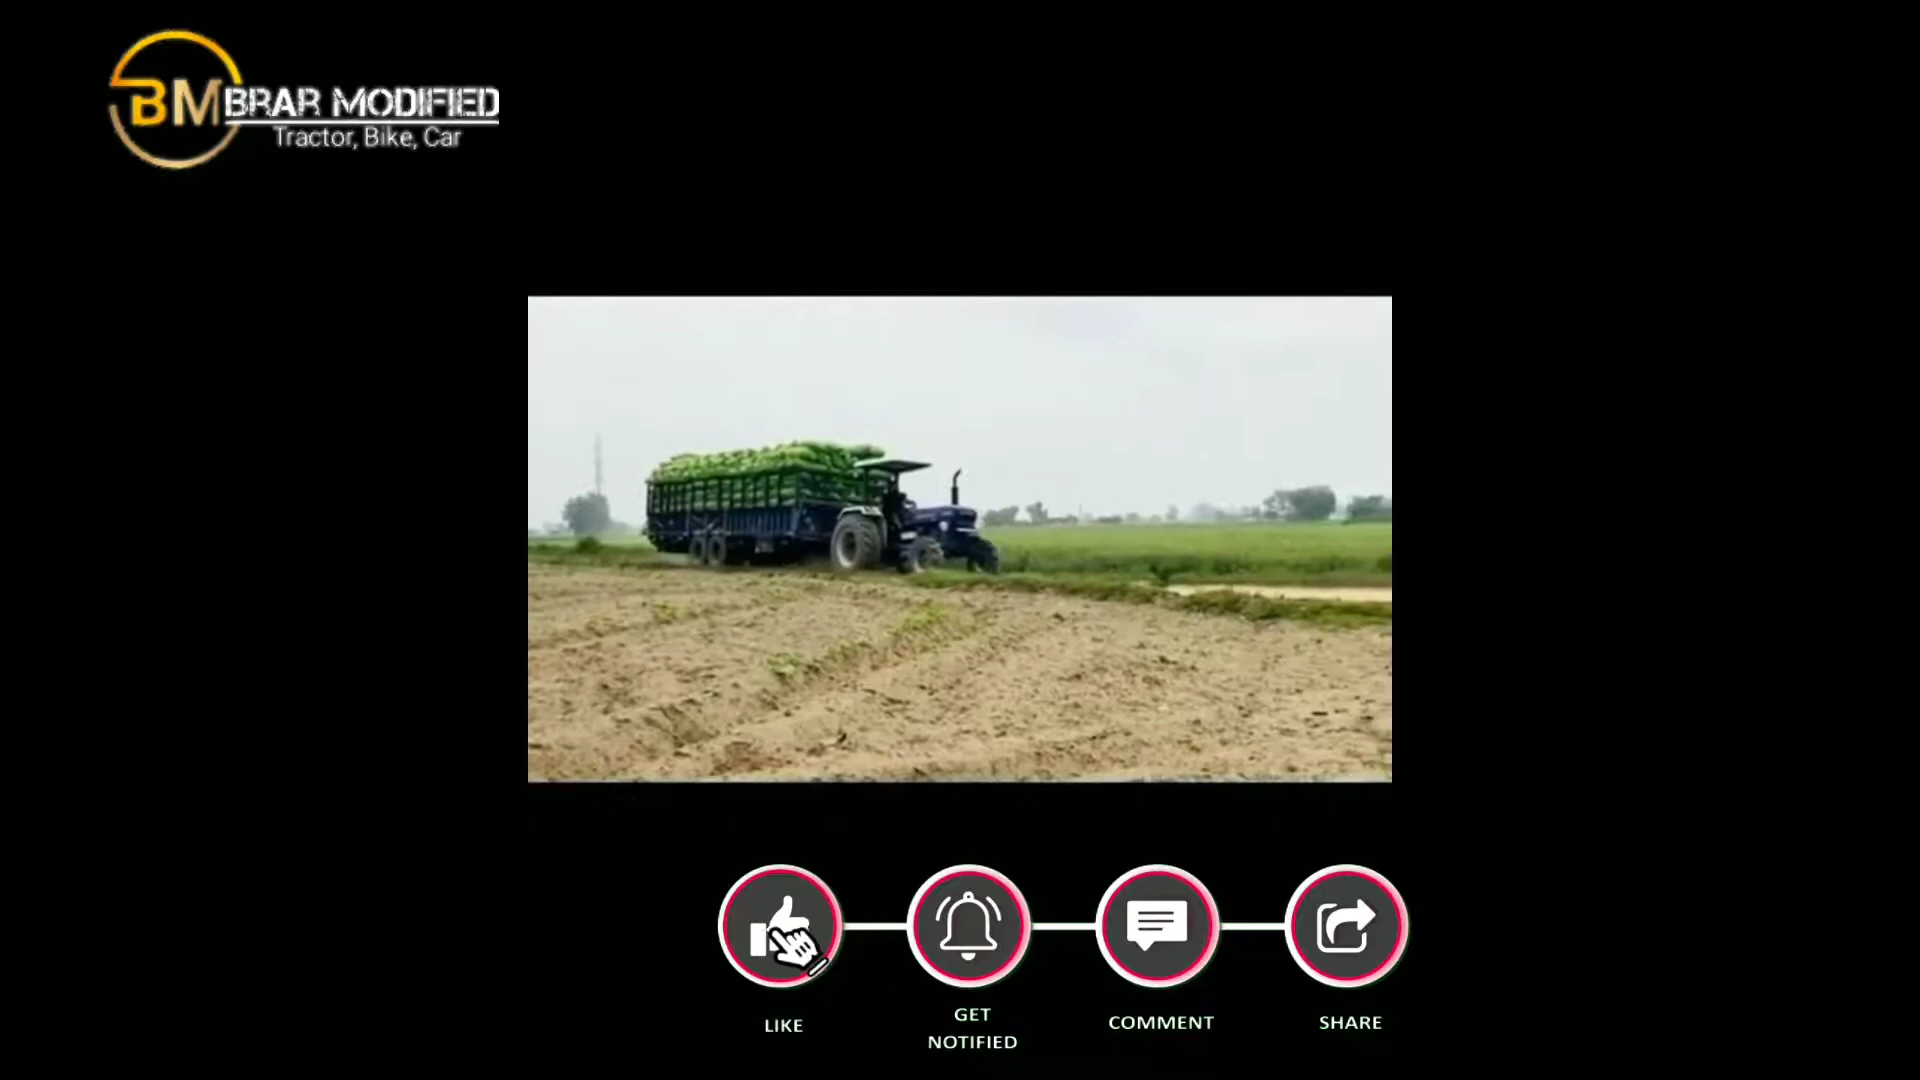 BM
BRAR MODIFIED
Tractor, Bike, Car
LIKE
GET
NOTIFIED
COMMENT
SHARE